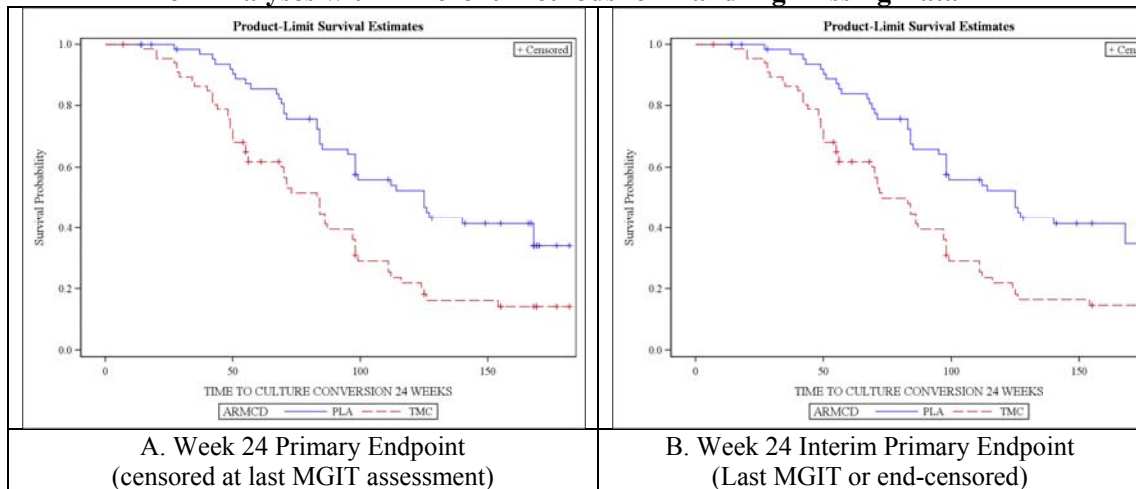 Product-Limit Survival Estimates
+ Censored
1.0
0.8
0.6
0.4
0.2
0.0
Survival Probability
0
50
100
150
TIME TO CULTURE CONVERSION 24 WEEKS
ARMCD PLA TMC
Product-Limit Survival Estimates
+ Cens
1.0
0.8
0.6
0.4
0.2
0.0
Survival Probability
0
50
100
150
TIME TO CULTURE CONVERSION 24 WEEKS
ARMCD PLA TMC
A. Week 24 Primary Endpoint
(censored at last MGIT assessment)
B. Week 24 Interim Primary Endpoint
(Last MGIT or end-censored)